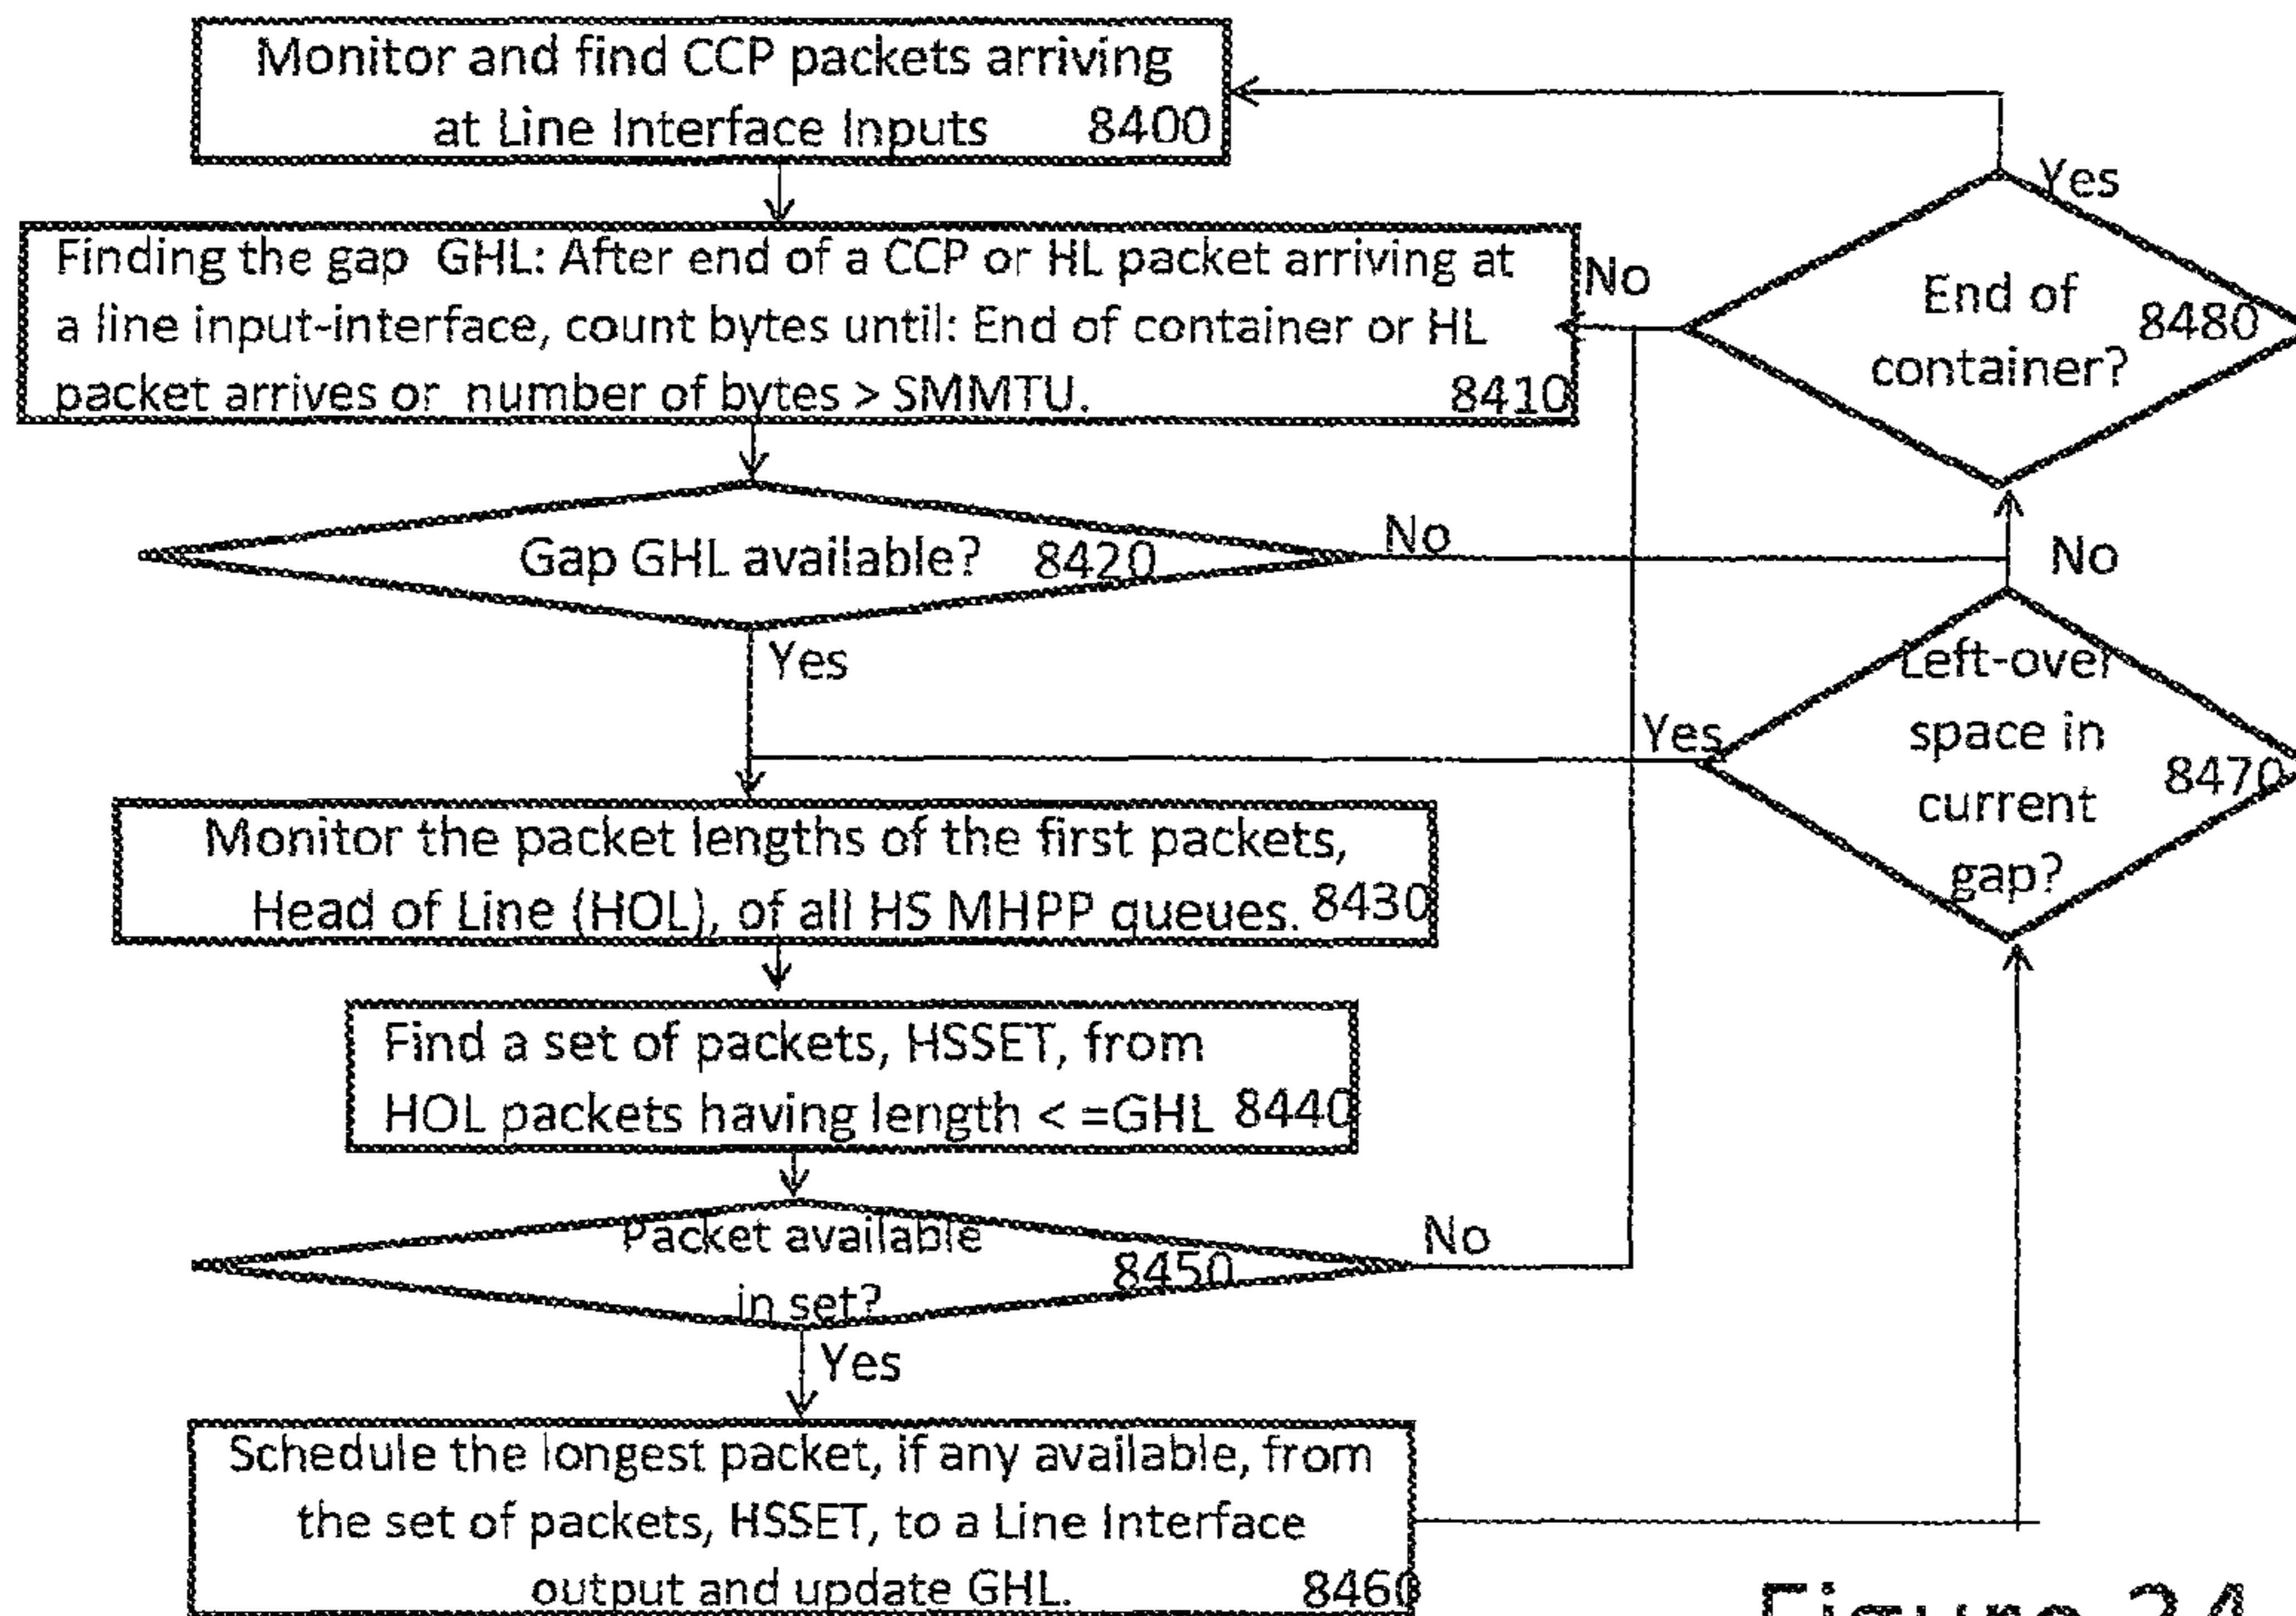 Monitor and find CCP packets arriving
at Line Interface Inputs 8400
Yes
Finding the gap GHL: After end of a CCP or HL packet arriving at
a line input-interface, count bytes until: End of container or HL
packet arrives or number of bytes > SMMTU. 8410
No
End of
container? 8480
Gap GHL available? 8420
No
No
Yes
Left-over
space in
current
gap?
8470
Yes
Monitor the packet lengths of the first packets,
Head of Line (HOL), of all HS MHPP queues. 8430
Find a set of packets, HSSET, from
HOL packets having length < =GHL 8440
Packet available
in set?
8450
No
Yes
Schedule the longest packet, if any available, from
the set of packets, HSSET, to a Line Interface
output and update GHL. 8460
Figure 24